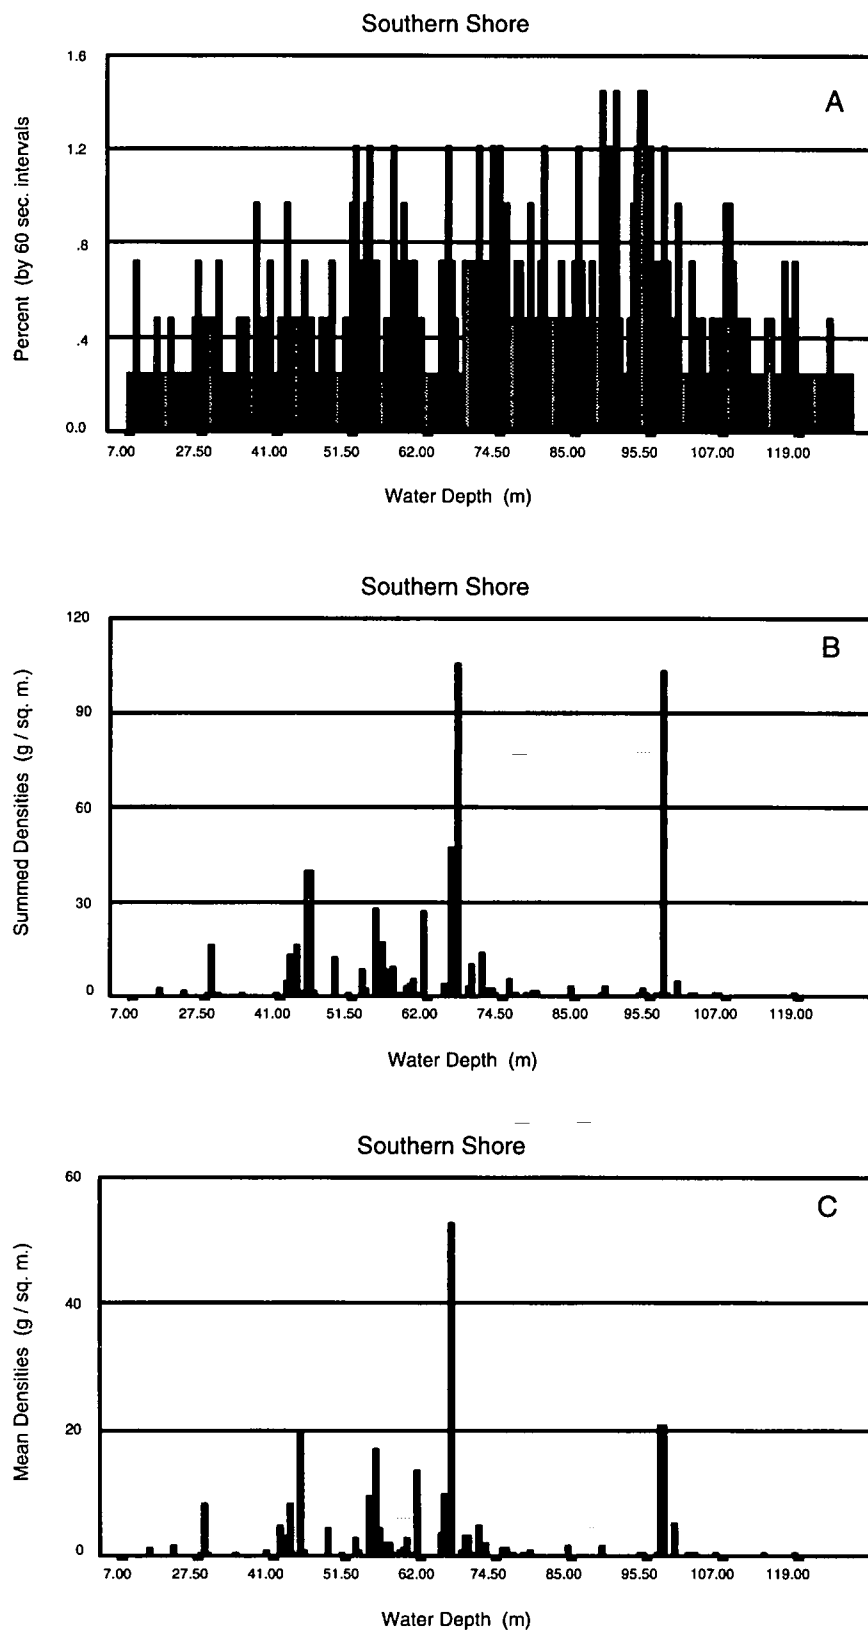 Southern Shore
A
Percent (by 60 sec. intervals
1.6
1.2
.8
.4
0.0
7.00 27.50 41.00 51.50 62.00 74.50 85.00 95.50 107.00 119.00
Water Depth (m)
Southern Shore
B
Summed Densities (g / sq. m.)
120
90
60
30
0
7.00 27.50 41.00 51.50 62.00 74.50 85.00 95.50 107.00 119.00
Water Depth (m)
Southern Shore
C
Mean Densities (g / sq. m.)
60
40
20
0
7.00 27.50 41.00 51.50 62.00 74.50 85.00 95.50 107.00 119.00
Water Depth (m)